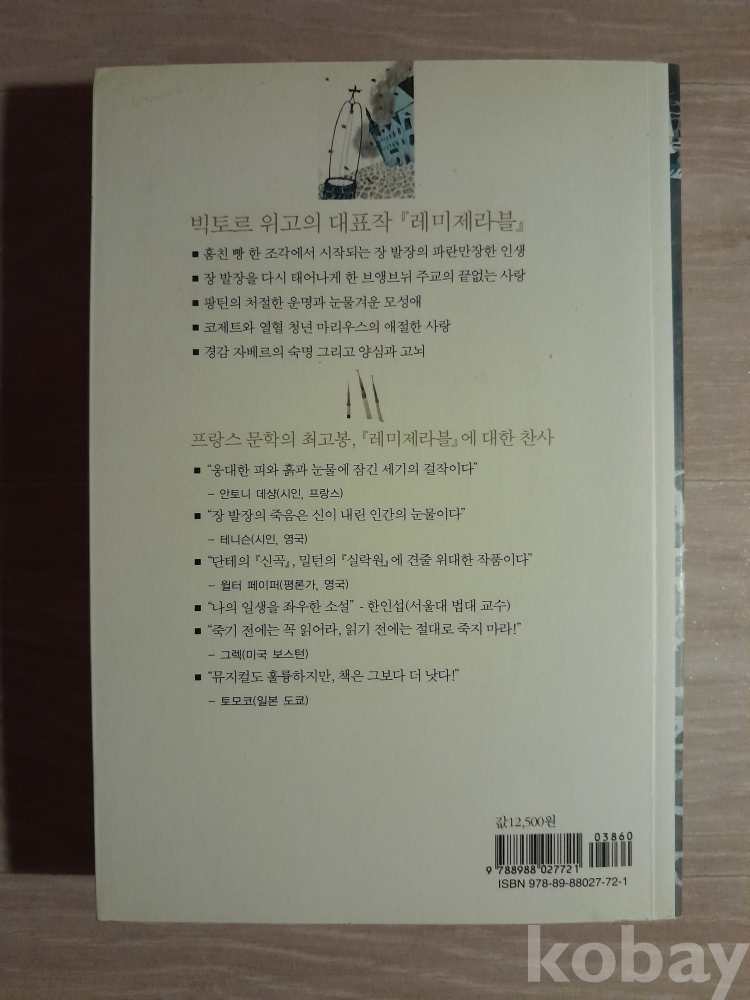 빅토르 위고의 대표작 『레미제라블』
■ 훔친 빵 한 조각에서 시작되는 장 발장의 파란만장한 인생
■ 장 발장을 다시 태어나게 한 브앵브뉘 주교의 끝없는 사랑
■ 팡틴의 처절한 운명과 눈물겨운 모성애
■ 코제트와 열혈 청년 마리우스의 애절한 사랑
■ 경감 자베르의 숙명 그리고 양심과 고뇌
프랑스 문학의 최고봉, 『레미제라블』에 대한 찬사
■ “웅대한 피와 흙과 눈물에 잠긴 세기의 걸작이다”
– 안토니 데샹(시인, 프랑스)
■ “장 발장의 죽음은 신이 내린 인간의 눈물이다”
– 테니슨(시인, 영국)
■ “단테의 『신곡』, 밀턴의 『실락원』에 견줄 위대한 작품이다”
– 월터 페이퍼(평론가, 영국)
■ “나의 일생을 좌우한 소설” - 한인섭(서울대 법대 교수)
■ “죽기 전에는 꼭 읽어라, 읽기 전에는 절대로 죽지 마라!”
– 그렉(미국 보스턴)
■ “뮤지컬도 훌륭하지만, 책은 그보다 더 낫다!”
– 토모코(일본 도쿄)
값12,500원
03860
9 788988 027721
ISBN 978-89-88027-72-1
kobay